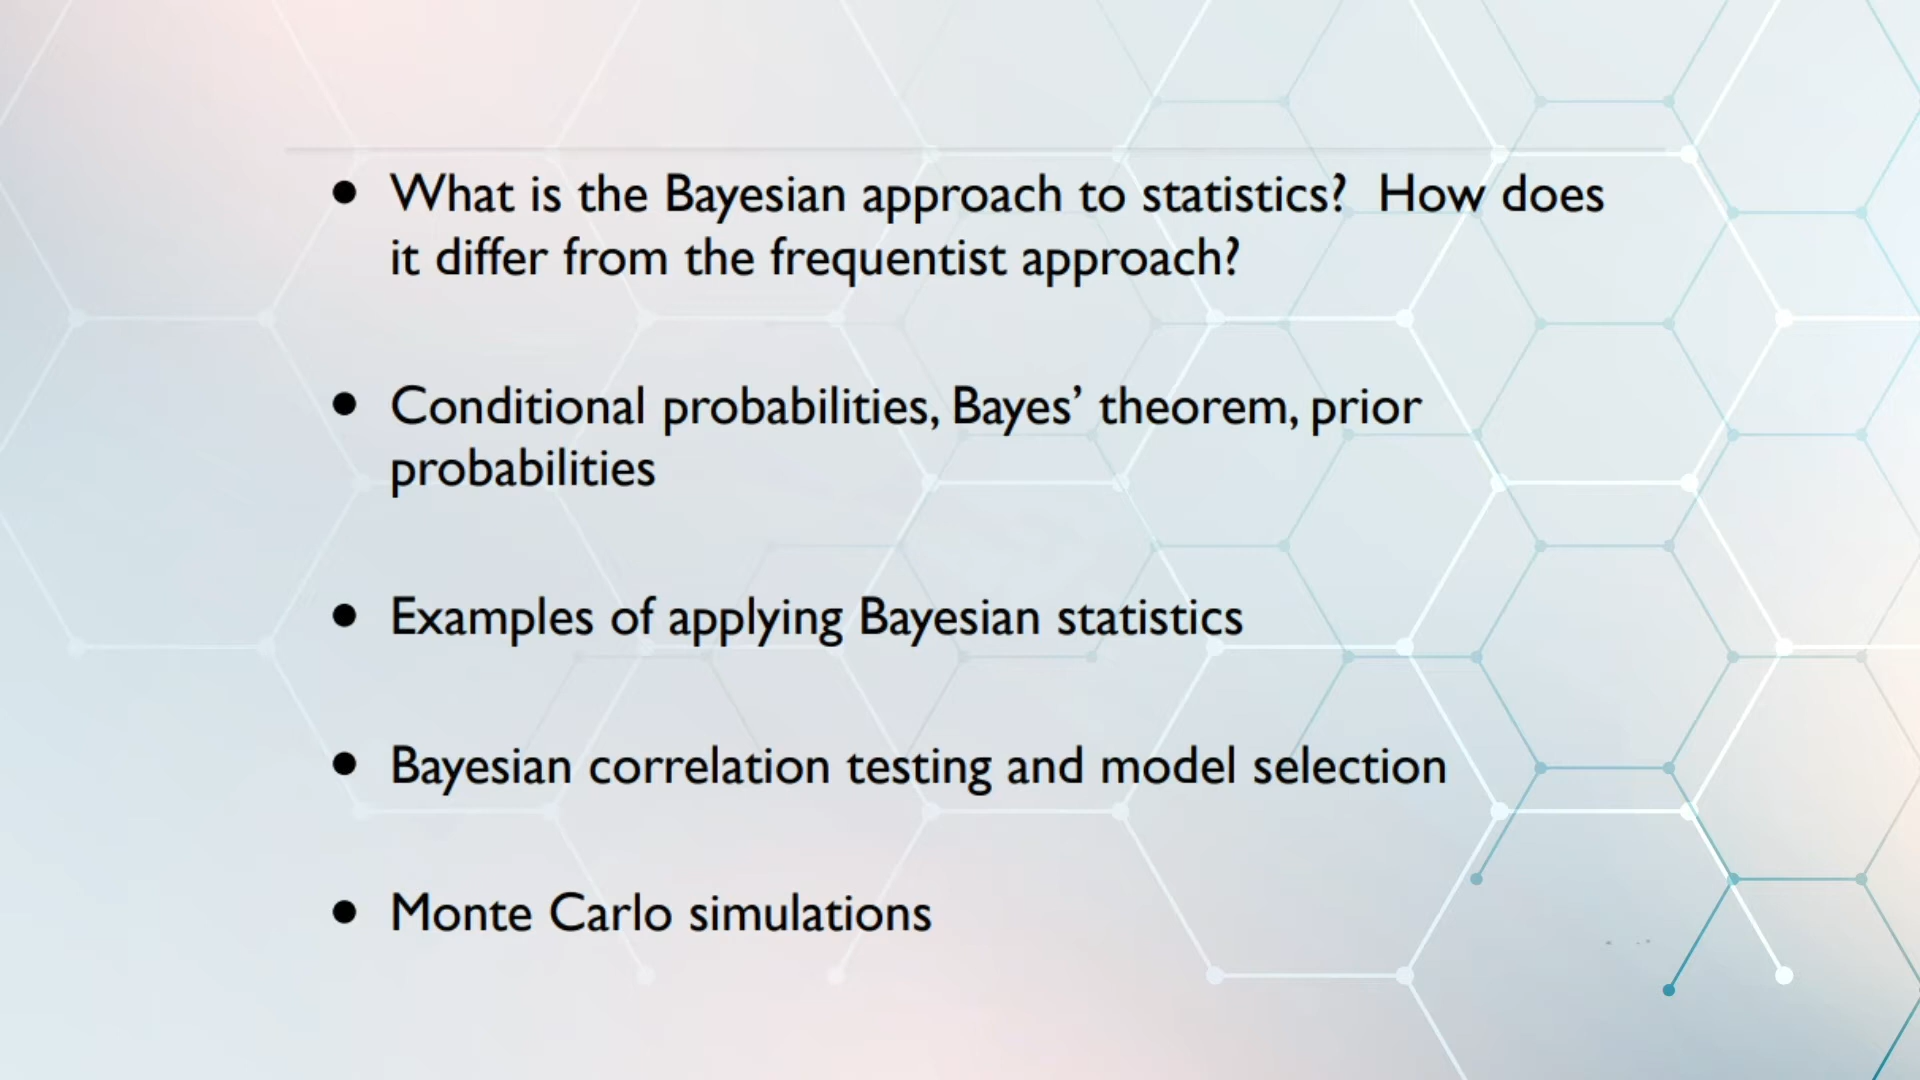 • What is the Bayesian approach to statistics?  How does
it differ from the frequentist approach?
• Conditional probabilities, Bayes’ theorem, prior
probabilities
• Examples of applying Bayesian statistics
• Bayesian correlation testing and model selection
• Monte Carlo simulations